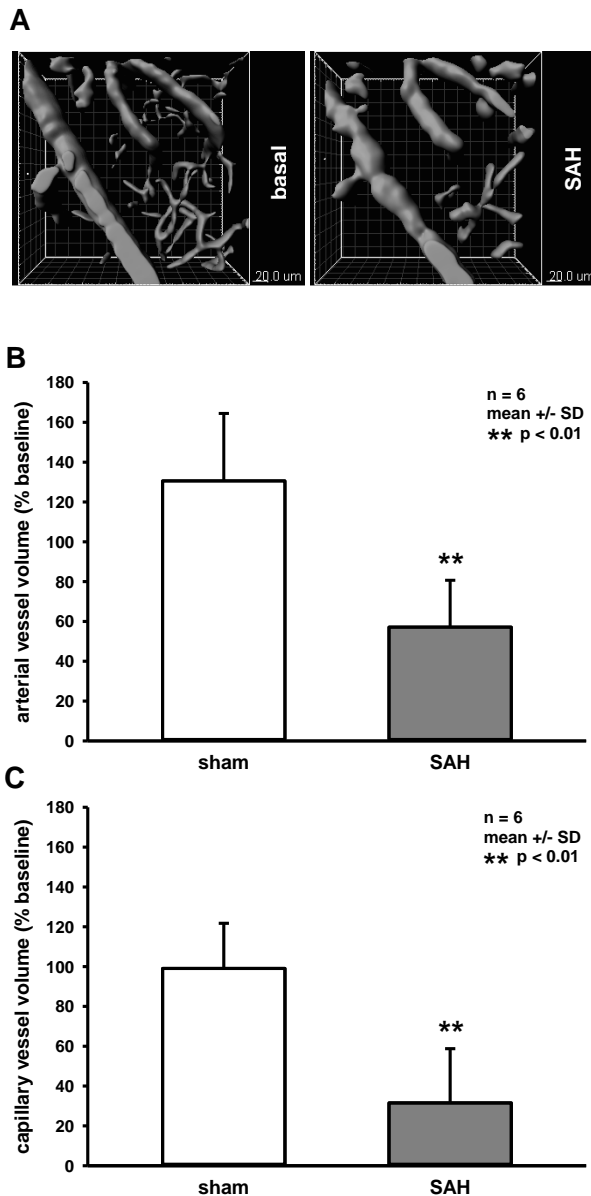 A
basal
20.0 um
SAH
20.0 um
B
arterial vessel volume (% baseline)
180
160
140
120
100
80
60
40
20
0
n = 6
mean +/- SD
** p < 0.01
**
sham
SAH
C
capillary vessel volume (% baseline)
180
160
140
120
100
80
60
40
20
0
n = 6
mean +/- SD
** p < 0.01
**
sham
SAH